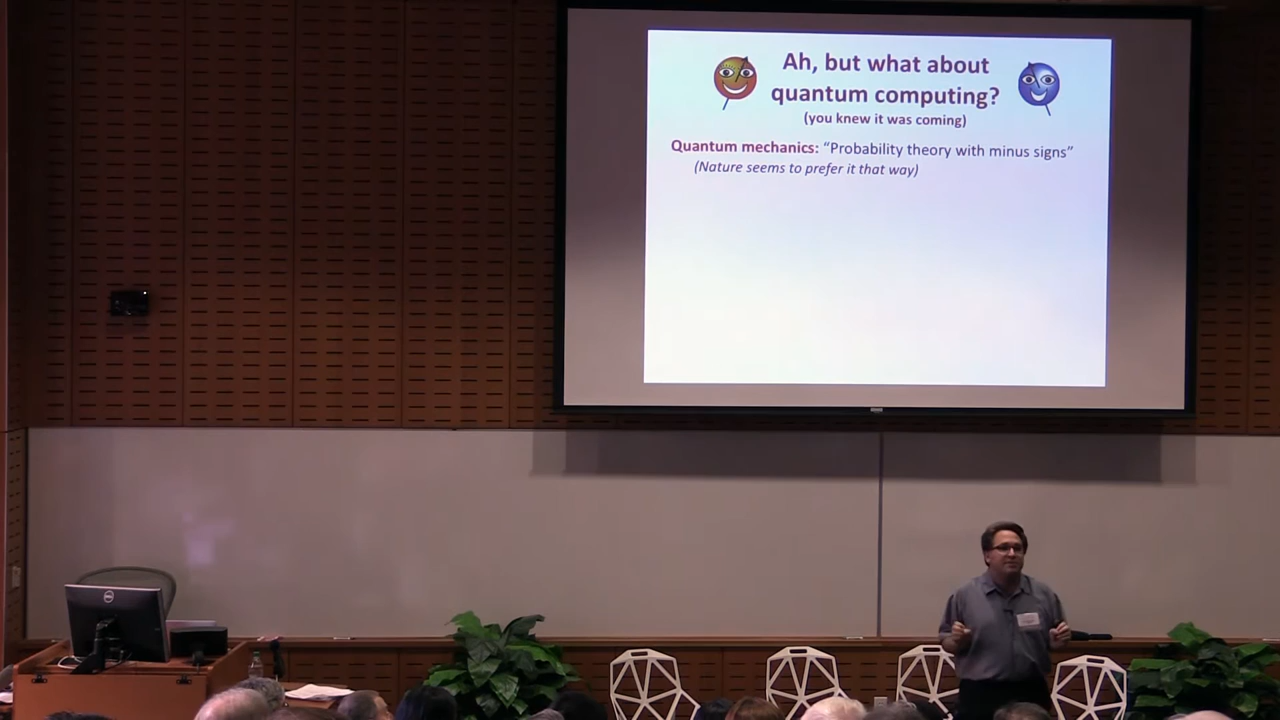 Ah, but what about
quantum computing?
(you knew it was coming)
Quantum mechanics: “Probability theory with minus signs”
(Nature seems to prefer it that way)